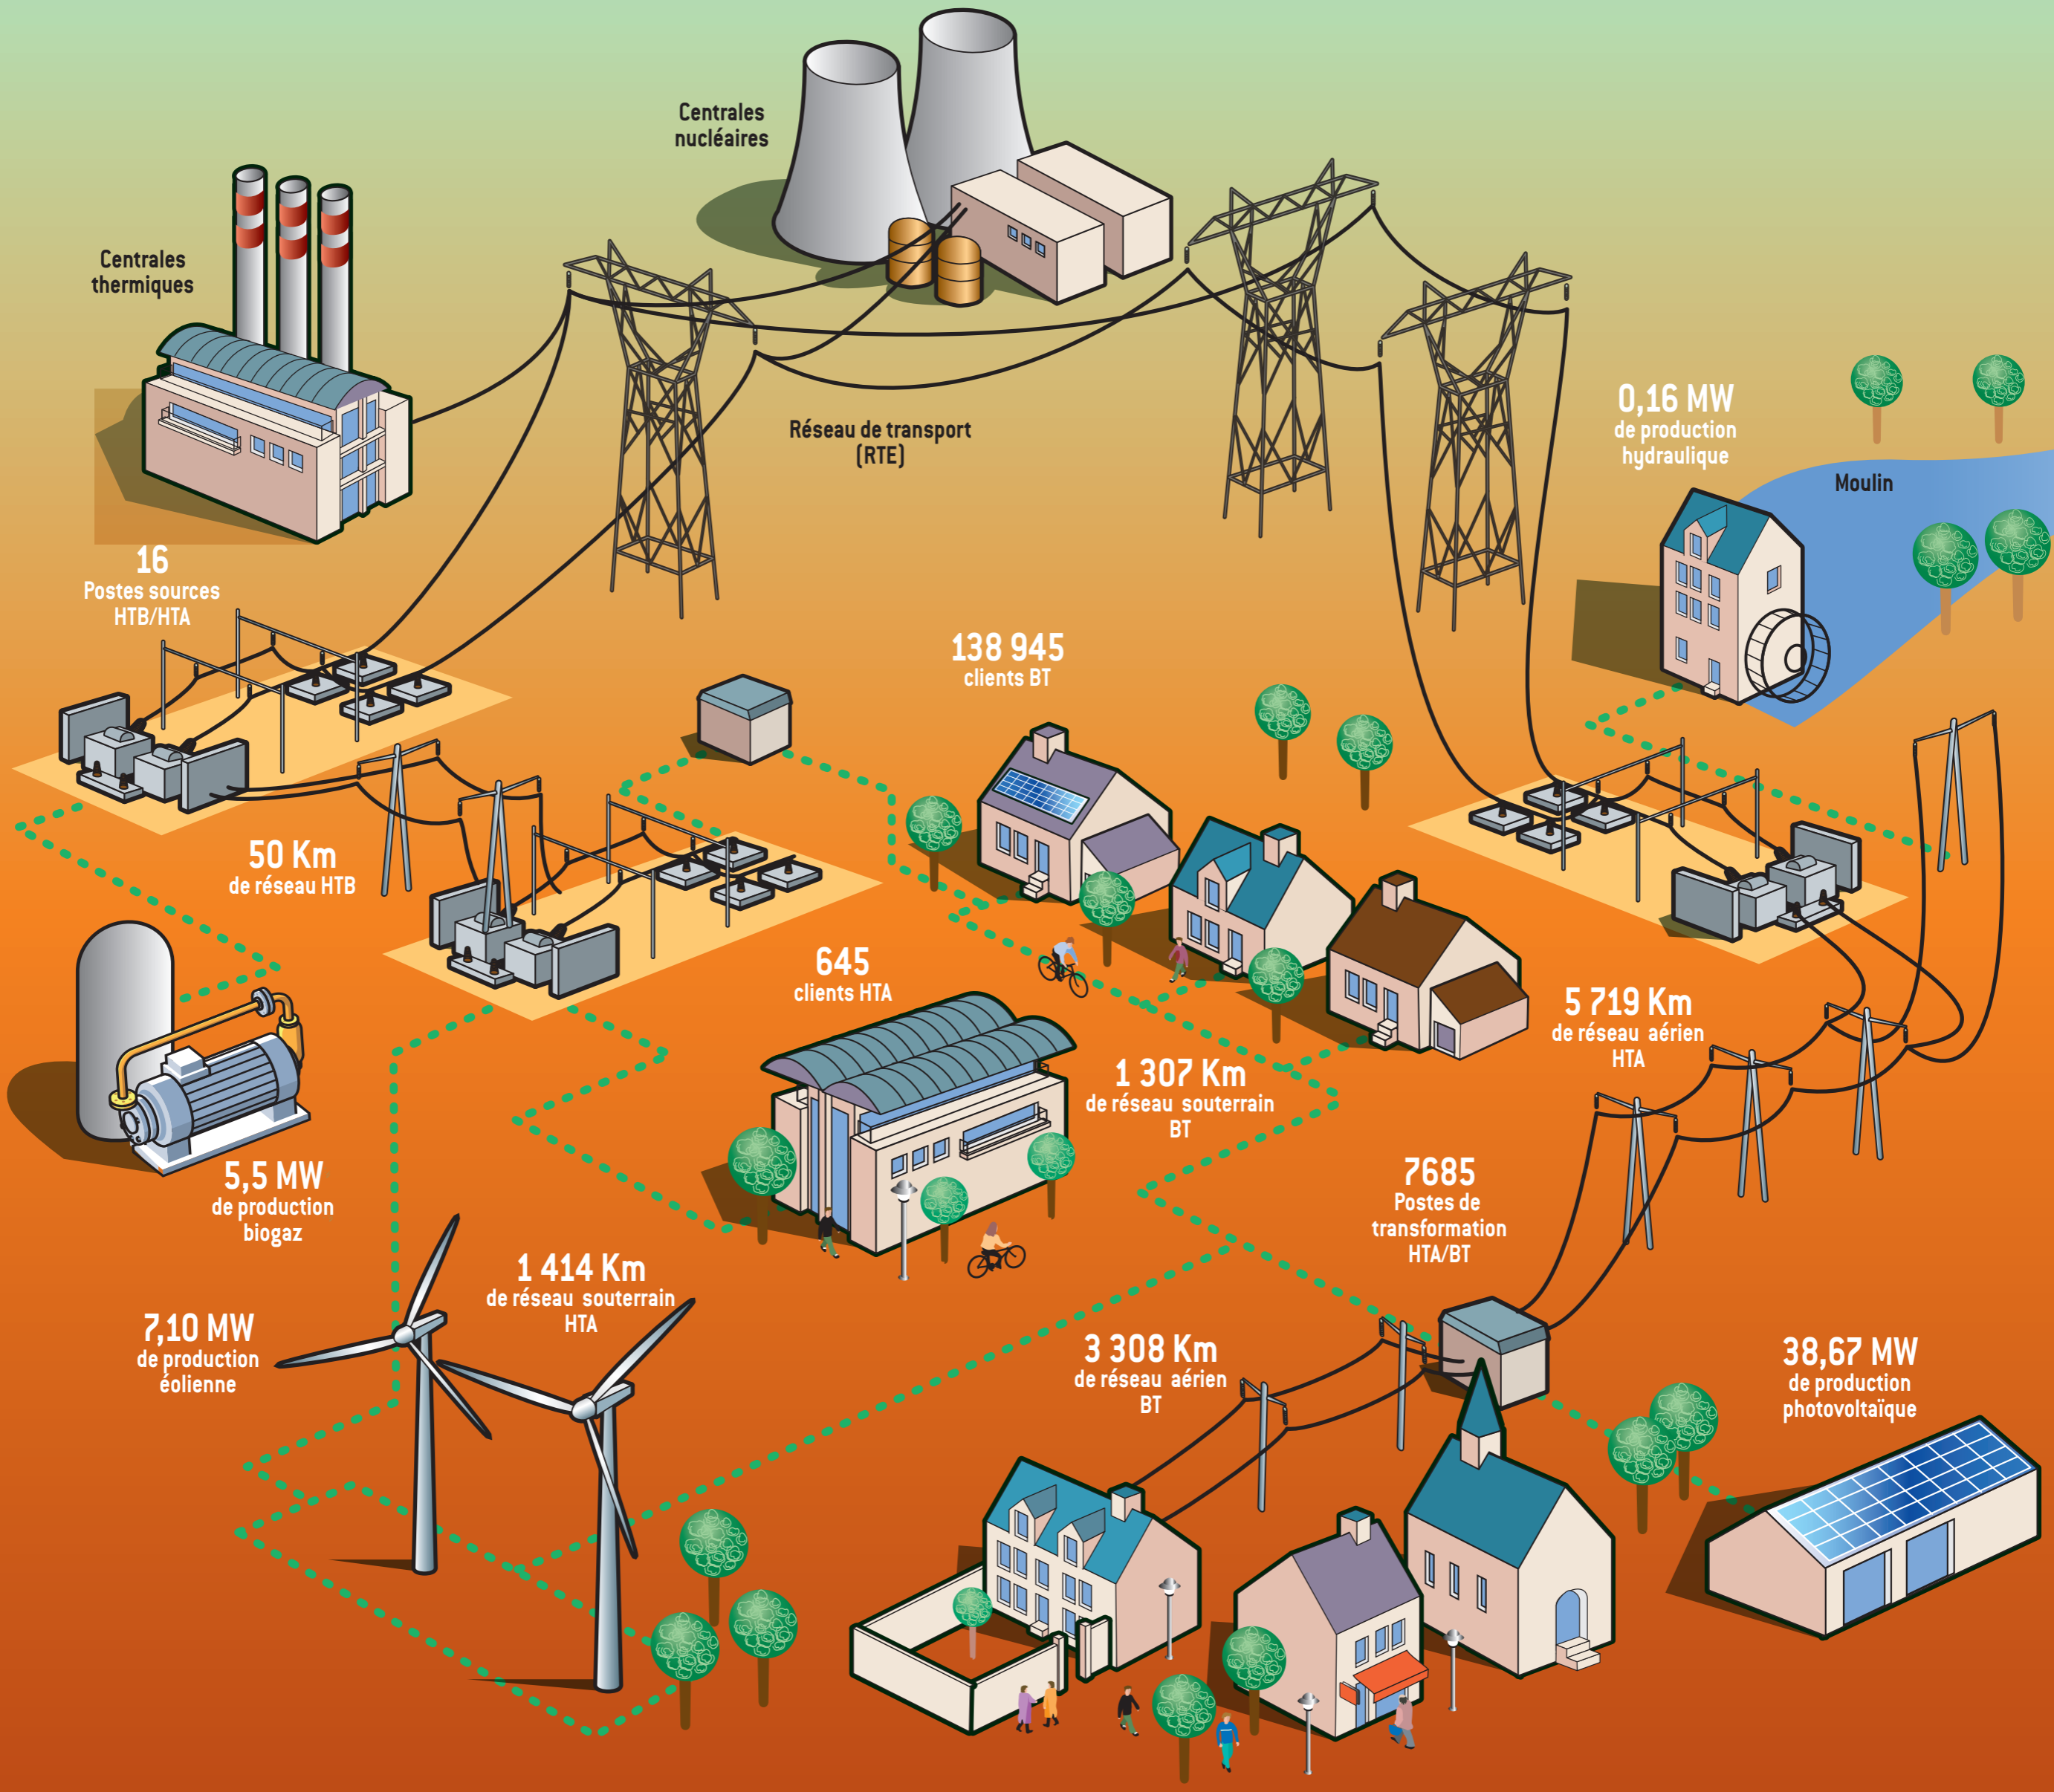 Centrales
nucléaires
Centrales
thermiques
Réseau de transport
(RTE)
0,16 MW
de production
hydraulique
Moulin
16
Postes sources
HTB/HTA
138 945
clients BT
50 Km
de réseau HTB
645
clients HTA
5 719 Km
de réseau aérien
HTA
1 307 Km
de réseau souterrain
BT
5,5 MW
de production
biogaz
7685
Postes de
transformation
HTA/BT
1 414 Km
de réseau souterrain
HTA
7,10 MW
de production
éolienne
3 308 Km
de réseau aérien
BT
38,67 MW
de production
photovoltaïque